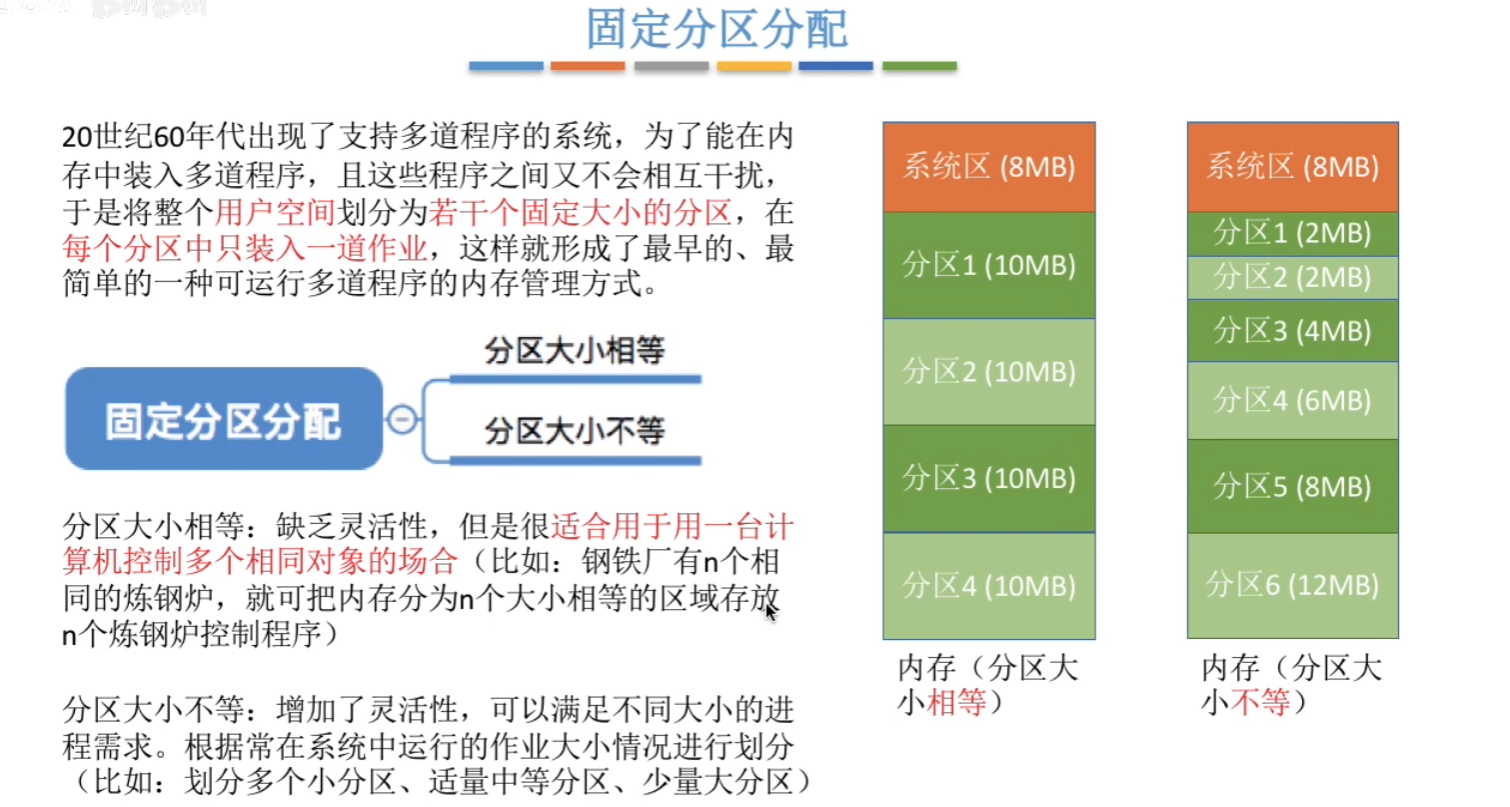 固定分区分配
20世纪60年代出现了支持多道程序的系统，为了能在内
存中装入多道程序，且这些程序之间又不会相互干扰，
于是将整个用户空间划分为若干个固定大小的分区，在
每个分区中只装入一道作业，这样就形成了最早的、最
简单的一种可运行多道程序的内存管理方式。
固定分区分配
分区大小相等
分区大小不等
分区大小相等：缺乏灵活性，但是很适合用于用一台计
算机控制多个相同对象的场合（比如：钢铁厂有n个相
同的炼钢炉，就可把内存分为n个大小相等的区域存放
n个炼钢炉控制程序）
分区大小不等：增加了灵活性，可以满足不同大小的进
程需求。根据常在系统中运行的作业大小情况进行划分
（比如：划分多个小分区、适量中等分区、少量大分区）
系统区 (8MB)
分区1 (10MB)
分区2 (10MB)
分区3 (10MB)
分区4 (10MB)
内存（分区大
小相等）
系统区 (8MB)
分区1 (2MB)
分区2 (2MB)
分区3 (4MB)
分区4 (6MB)
分区5 (8MB)
分区6 (12MB)
内存（分区大
小不等）